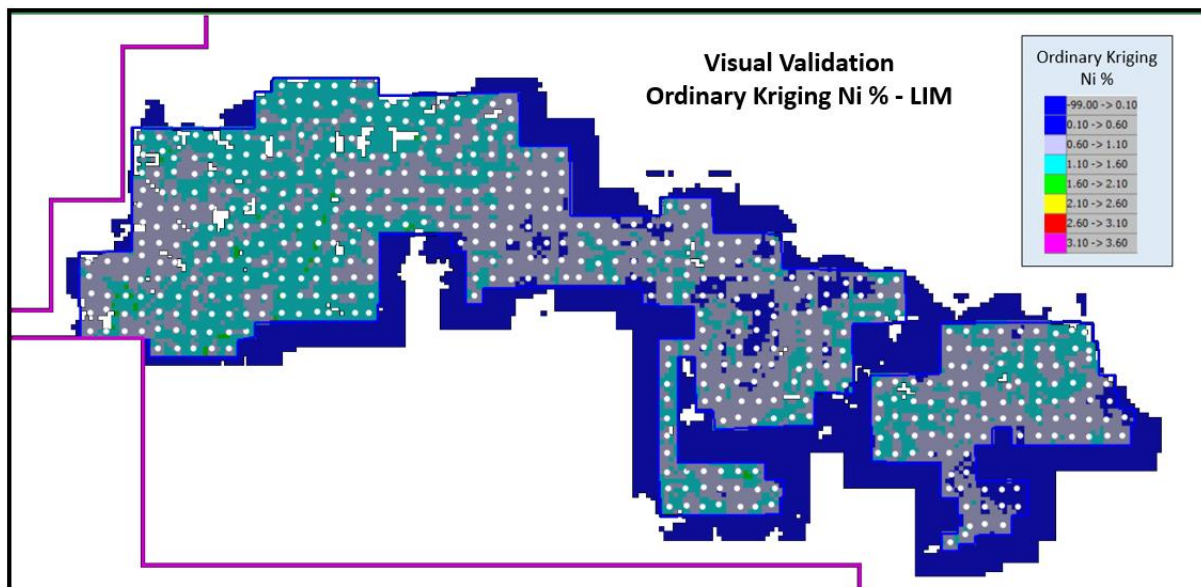 Visual Validation
Ordinary Kriging Ni % - LIM
Ordinary Kriging
Ni %
-99.00 -> 0.10
0.10 -> 0.60
0.60 -> 1.10
1.10 -> 1.60
1.60 -> 2.10
2.10 -> 2.60
2.60 -> 3.10
3.10 -> 3.60